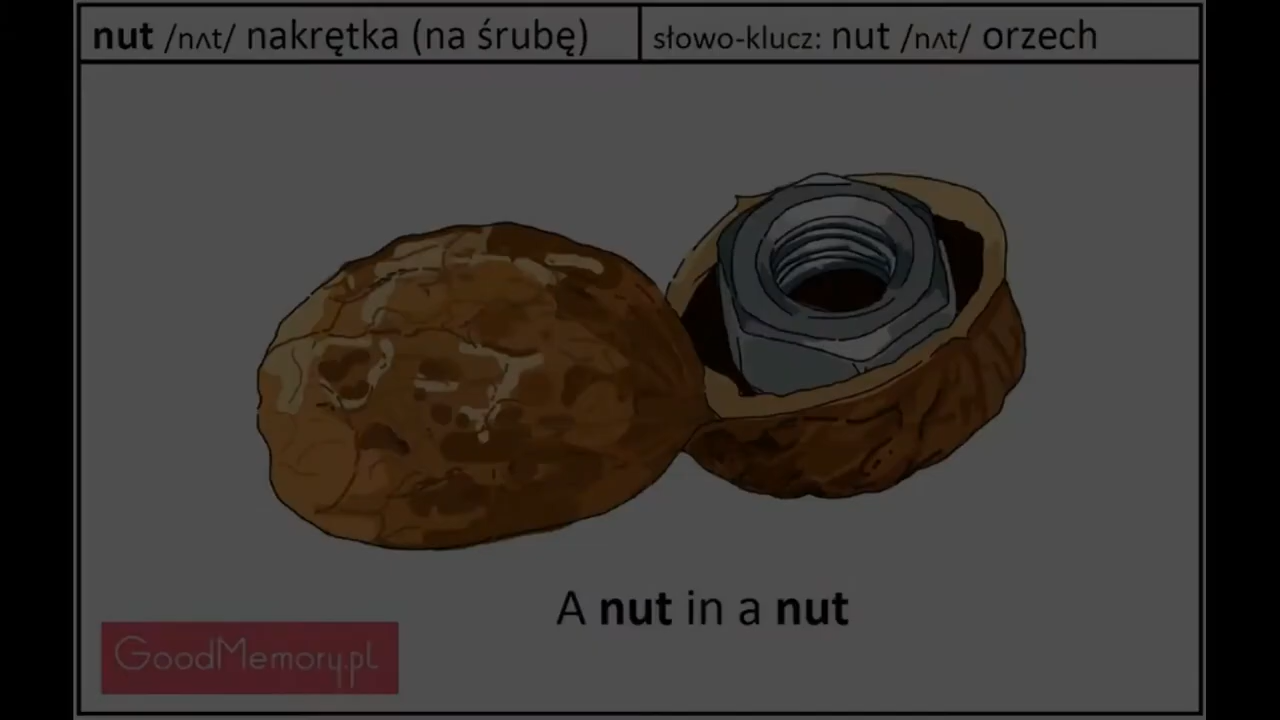 nut /nʌt/ nakrętka (na śrubę)
słowo-klucz: nut /nʌt/ orzech
A nut in a nut
GoodMemory.pl